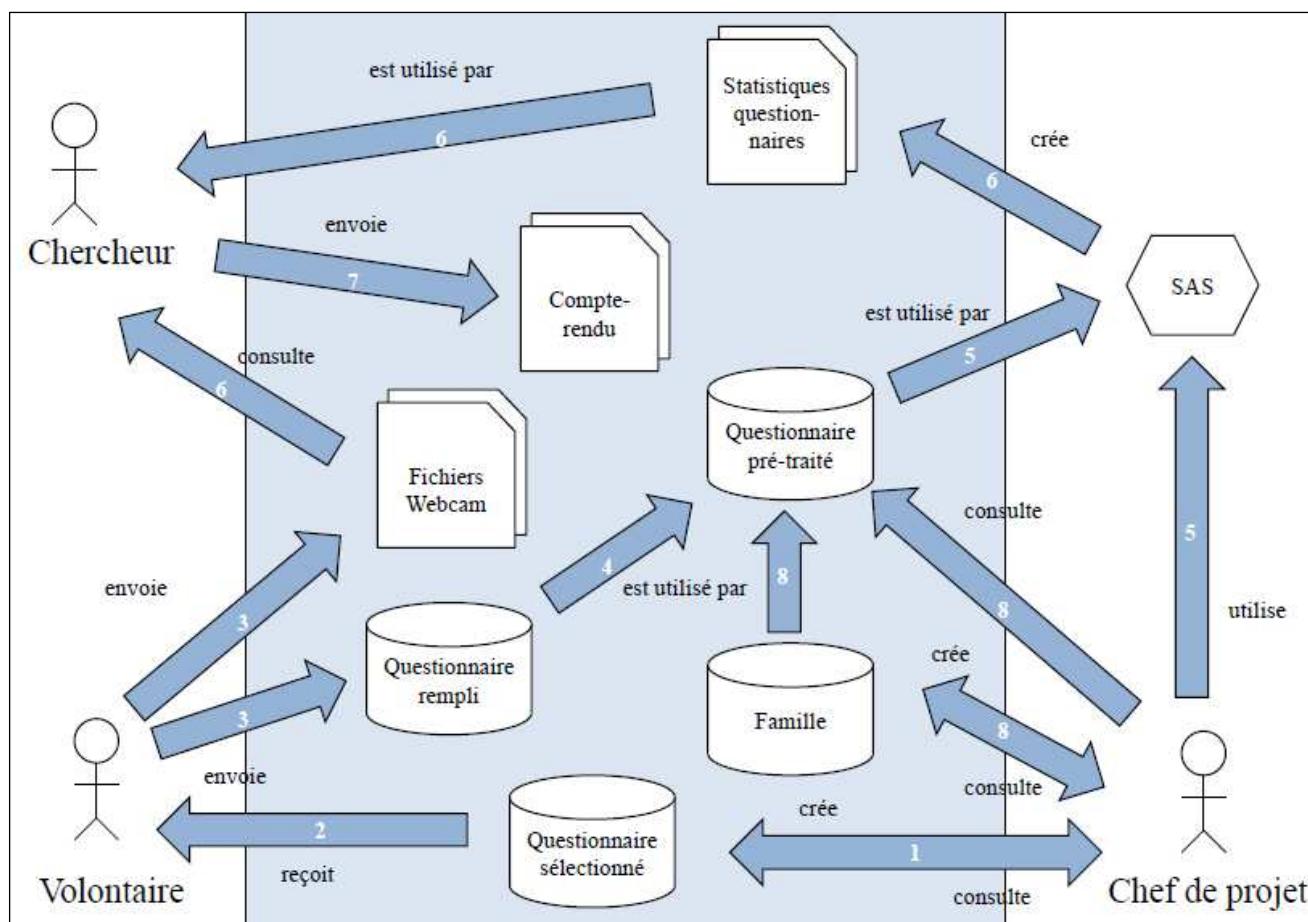 est utilisé par
Statistiques
question-
naires
6
crée
6
Chercheur
envoie
7
Compte-
rendu
SAS
est utilisé par
5
consulte
6
Questionnaire
pré-traité
Fichiers
Webcam
consulte
envoie
4
est utilisé par
8
5
3
8
utilise
Questionnaire
rempli
3
crée
Famille
8
envoie
consulte
crée
2
Questionnaire
sélectionné
1
reçoit
consulte
Volontaire
Chef de projet